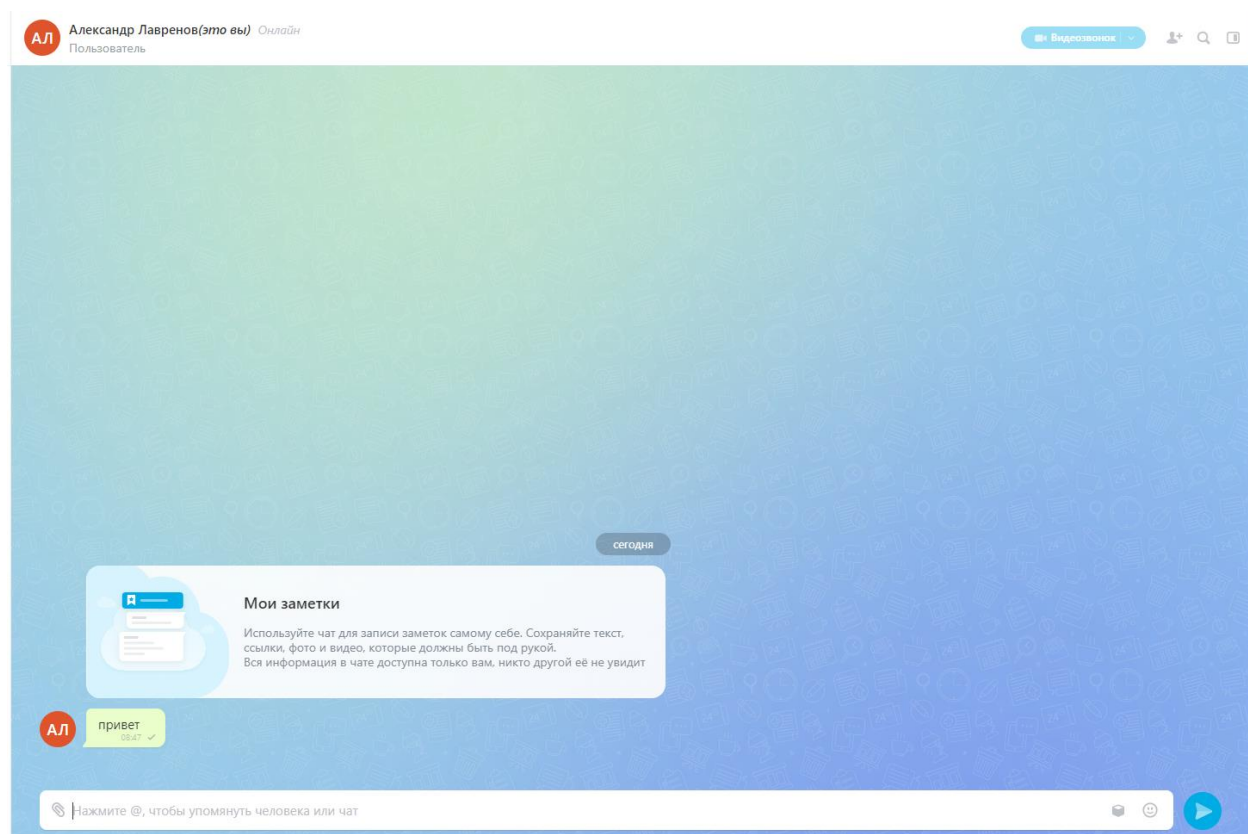 АЛ
Александр Лавренов(это вы) Онлайн
Пользователь
Видеозвонок
сегодня
Мои заметки
Используйте чат для записи заметок самому себе. Сохраняйте текст,
ссылки, фото и видео, которые должны быть под рукой.
Вся информация в чате доступна только вам, никто другой её не увидит
АЛ
привет
08:47
Нажмите @, чтобы упомянуть человека или чат